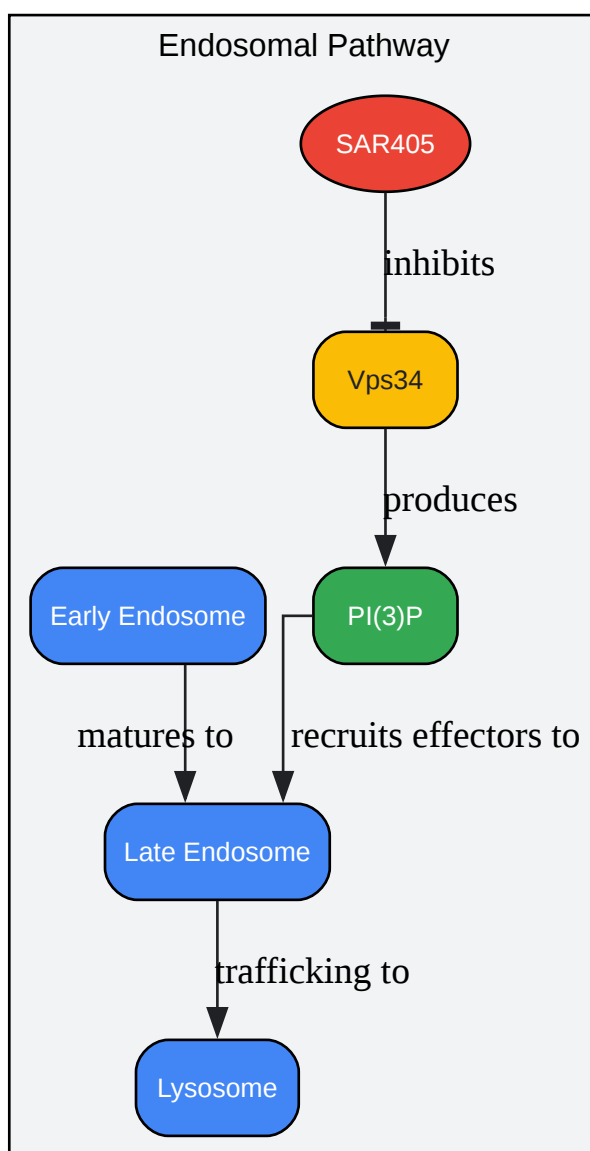 Endosomal Pathway
SAR405
inhibits
Vps34
produces
Early Endosome
PI(3)P
matures to
recruits effectors to
Late Endosome
trafficking to
Lysosome